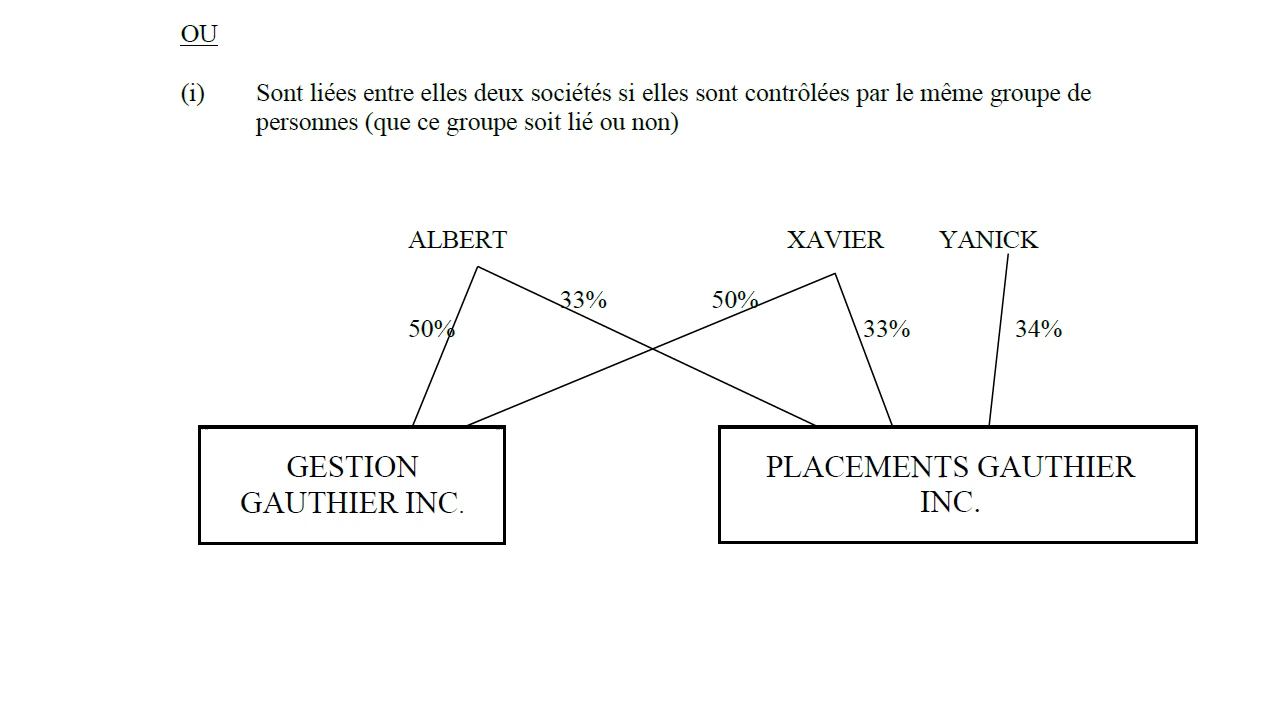 OU
(i) Sont liées entre elles deux sociétés si elles sont contrôlées par le même groupe de
personnes (que ce groupe soit lié ou non)
ALBERT XAVIER YANICK
33% 50%
50% 33% 34%
GESTION
GAUTHIER INC.
PLACEMENTS GAUTHIER
INC.